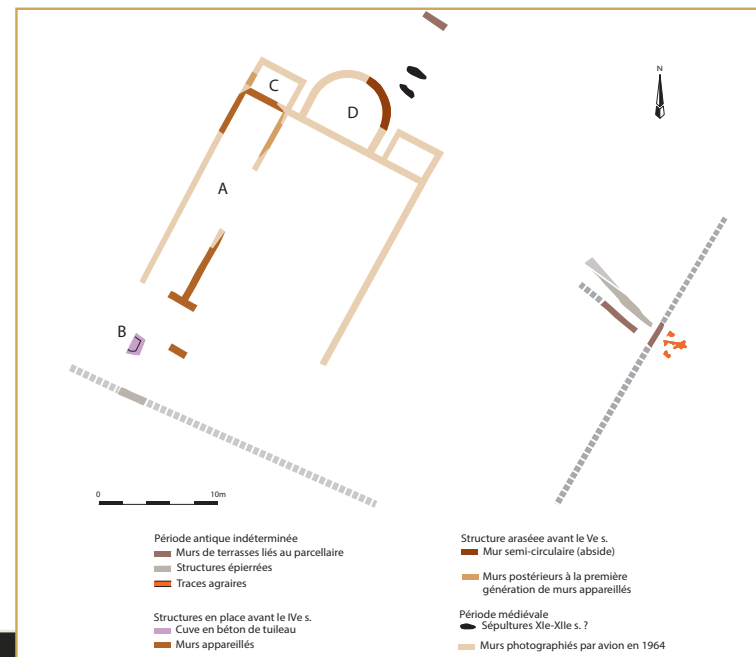 N
C
D
A
B
0 10m
Période antique indéterminée
Murs de terrasses liés au parcellaire
Structures épierrées
Traces agraires
Structures en place avant le IVe s.
Cuve en béton de tuileau
Murs appareillés
Structure arasée avant le Ve s.
Mur semi-circulaire (abside)
Murs postérieurs à la première
génération de murs appareillés
Période médiévale
Sépultures XIe-XIIe s. ?
Murs photographiés par avion en 1964